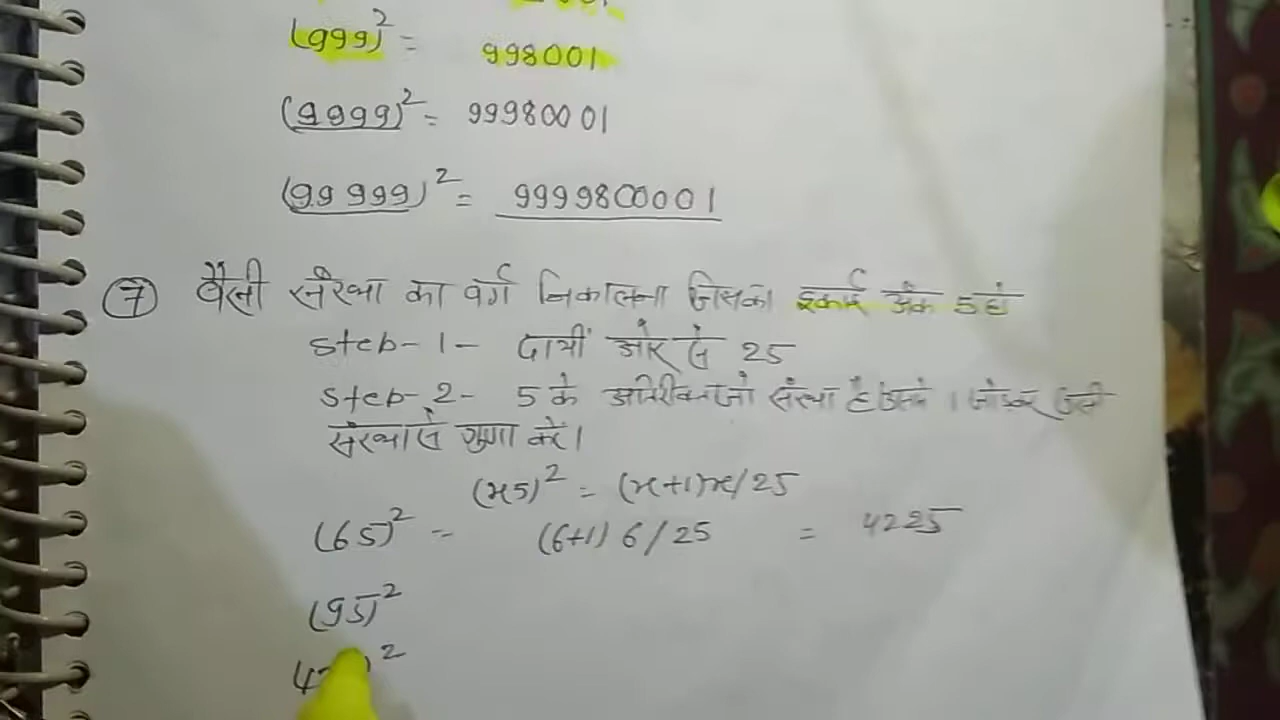 (999)² = 998001
(9999)² = 99980001
(99999)² = 9999800001
7 वैसी संख्या का वर्ग निकालना जिसका इकाई अंक 5 हो
Step-1- दायीं ओर से 25
Step-2- 5 के अतिरिक्त जो संख्या है उसमें 1 जोड़कर उसी
संख्या से गुणा करें।
(x5)² = (x+1)x/25
(65)² = (6+1) 6/25 = 4225
(95)²